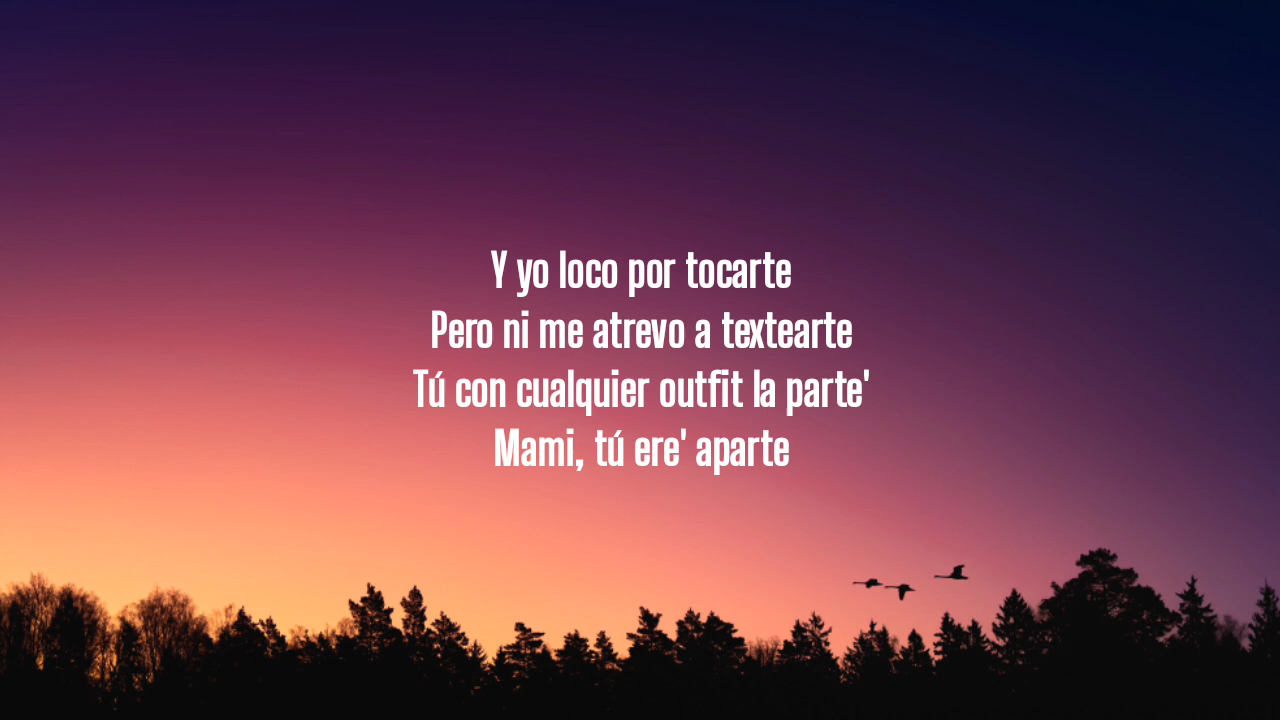 Y yo loco por tocarte
Pero ni me atrevo a textearte
Tú con cualquier outfit la parte'
Mami, tú ere' aparte